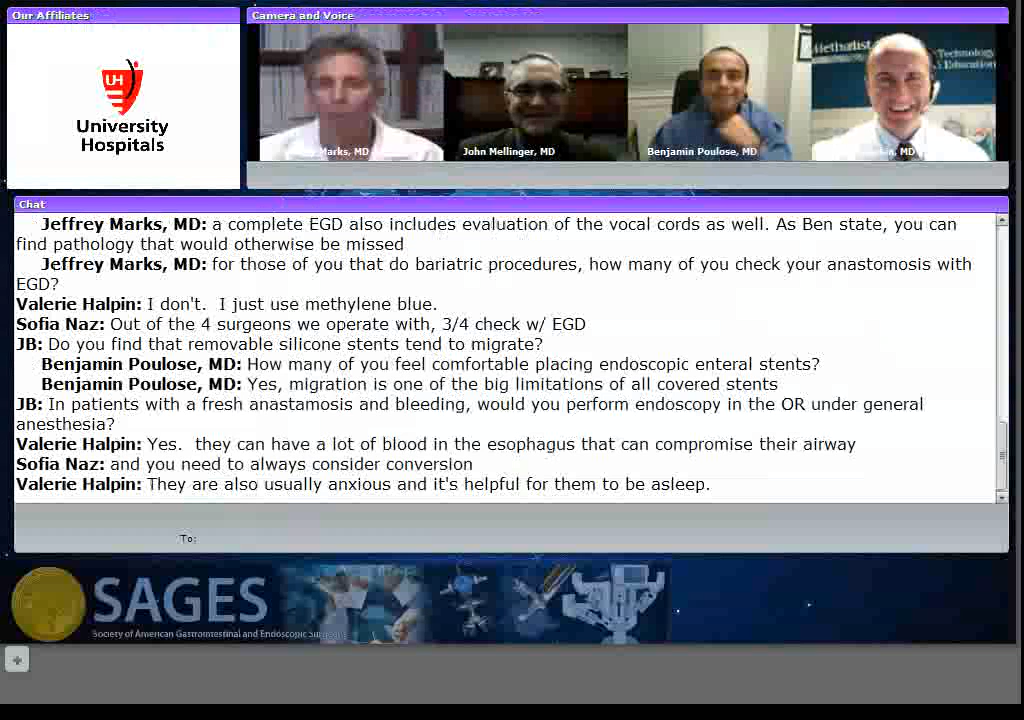 Our Affiliates
Camera and Voice
UH
University
Hospitals
Methodist
Technology
Education
Marks, MD
John Mellinger, MD
Benjamin Poulose, MD
MD
Chat
Jeffrey Marks, MD: a complete EGD also includes evaluation of the vocal cords as well. As Ben state, you can
find pathology that would otherwise be missed
Jeffrey Marks, MD: for those of you that do bariatric procedures, how many of you check your anastomosis with
EGD?
Valerie Halpin: I don't. I just use methylene blue.
Sofia Naz: Out of the 4 surgeons we operate with, 3/4 check w/ EGD
JB: Do you find that removable silicone stents tend to migrate?
Benjamin Poulose, MD: How many of you feel comfortable placing endoscopic enteral stents?
Benjamin Poulose, MD: Yes, migration is one of the big limitations of all covered stents
JB: In patients with a fresh anastamosis and bleeding, would you perform endoscopy in the OR under general
anesthesia?
Valerie Halpin: Yes. they can have a lot of blood in the esophagus that can compromise their airway
Sofia Naz: and you need to always consider conversion
Valerie Halpin: They are also usually anxious and it's helpful for them to be asleep.
To:
SAGES
Society of American Gastrointestinal and Endoscopic Surgeons